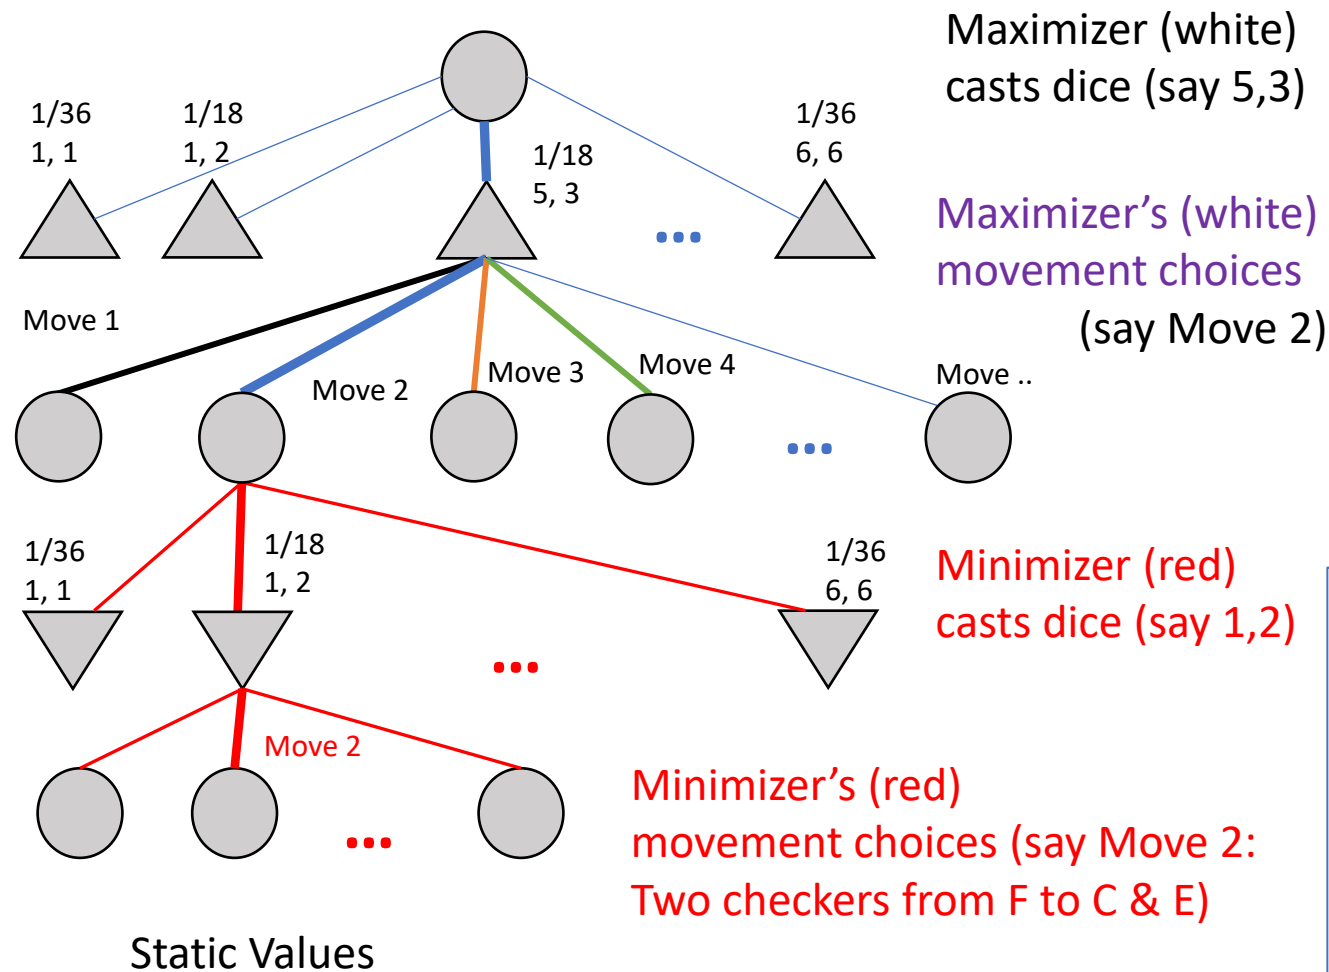 Maximizer (white)
casts dice (say 5,3)
1/36
1, 1
1/18
1, 2
1/18
5, 3
1/36
6, 6
...
Maximizer’s (white)
movement choices
(say Move 2)
Move 1
Move 2
Move 3
Move 4
Move ..
...
1/36
1, 1
1/18
1, 2
1/36
6, 6
...
Minimizer (red)
casts dice (say 1,2)
Move 2
...
Minimizer’s (red)
movement choices (say Move 2:
Two checkers from F to C & E)
Static Values